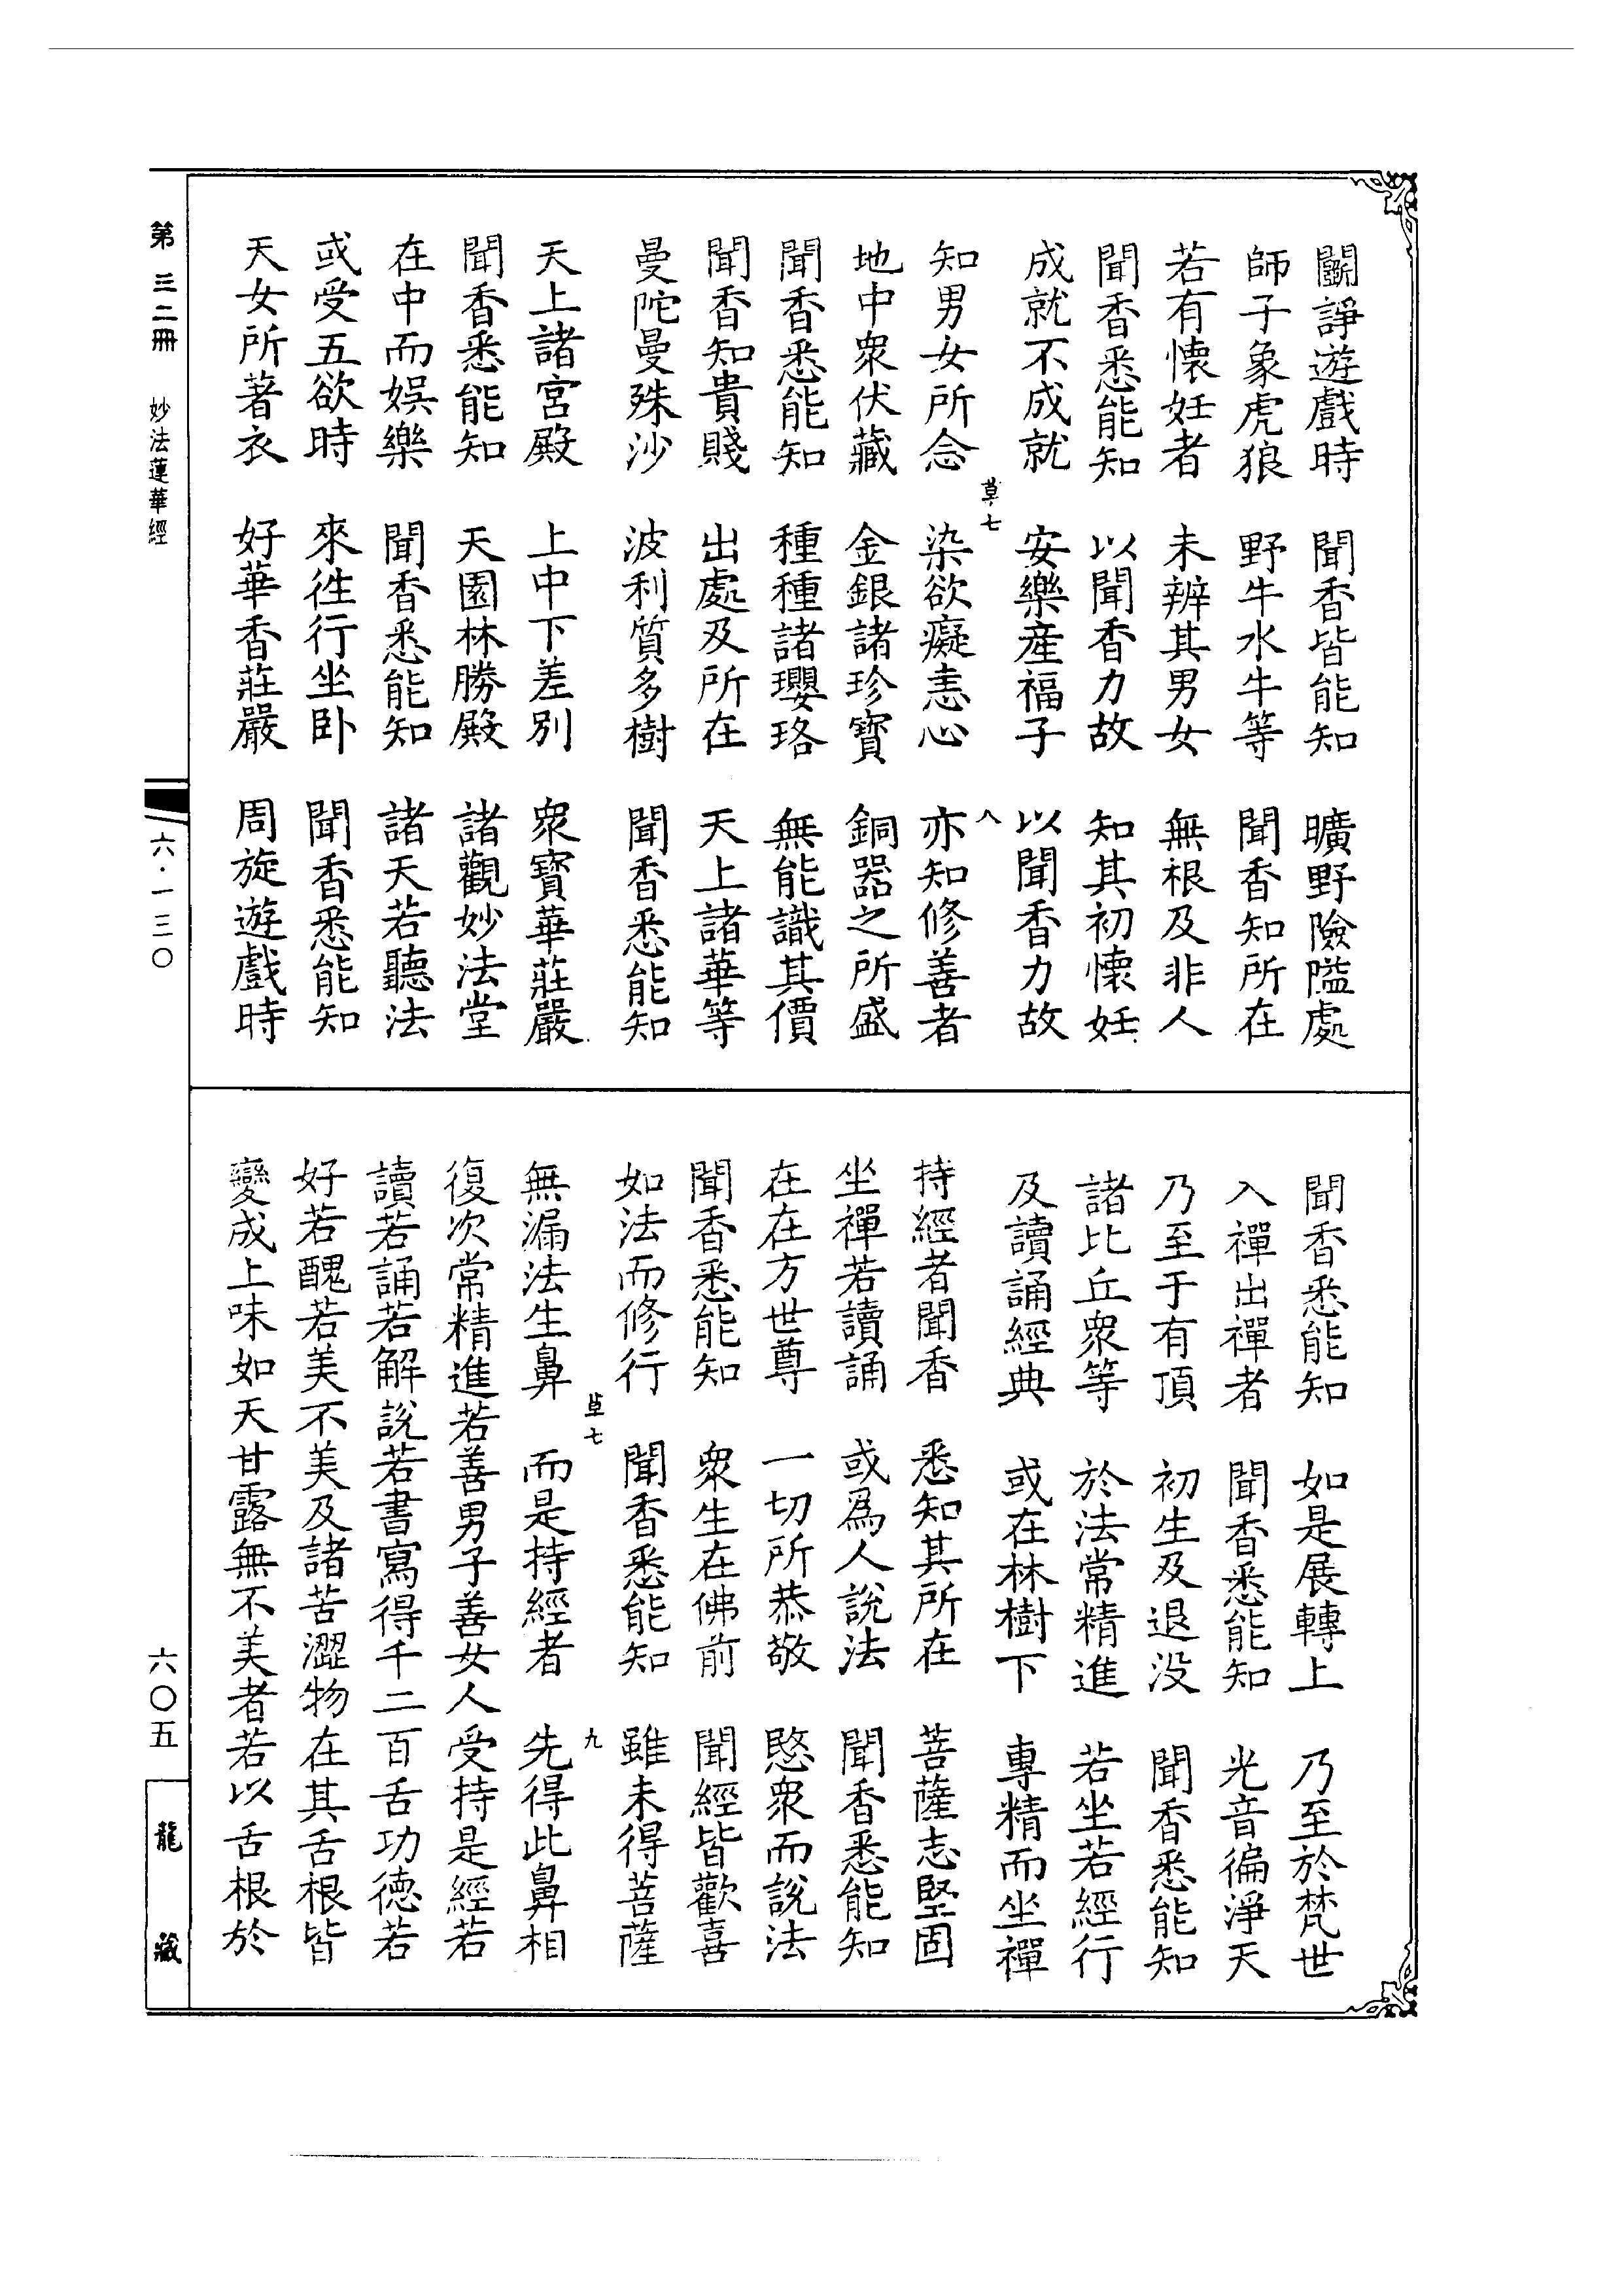 鬬諍遊戲時　聞香皆能知　曠野險隘處
師子象虎狼　野牛水牛等　聞香知所在
若有懷妊者　未辨其男女　無根及非人
聞香悉能知　以聞香力故　知其初懷妊
成就不成就　安樂產福子　以聞香力故
草七　八
知男女所念　染欲癡恚心　亦知修善者
地中衆伏藏　金銀諸珍寶　銅器之所盛
聞香悉能知　種種諸瓔珞　無能識其價
聞香知貴賤　出處及所在　天上諸華等
曼陀曼殊沙　波利質多樹　聞香悉能知
天上諸宮殿　上中下差別　衆寶華莊嚴
聞香悉能知　天園林勝殿　諸觀妙法堂
在中而娛樂　聞香悉能知　諸天若聽法
或受五欲時　來往行坐臥　聞香悉能知
天女所著衣　好華香莊嚴　周旋遊戲時
聞香悉能知　如是展轉上　乃至於梵世
入禪出禪者　聞香悉能知　光音徧淨天
乃至于有頂　初生及退沒　聞香悉能知
諸比丘衆等　於法常精進　若坐若經行
及讀誦經典　或在林樹下　專精而坐禪
持經者聞香　悉知其所在　菩薩志堅固
坐禪若讀誦　或爲人說法　聞香悉能知
在在方世尊　一切所恭敬　愍衆而說法
聞香悉能知　衆生在佛前　聞經皆歡喜
如法而修行　聞香悉能知　雖未得菩薩
草七　九
無漏法生鼻　而是持經者　先得此鼻相
復次常精進若善男子善女人受持是經若
讀若誦若解說若書寫得千二百舌功德若
好若醜若美不美及諸苦澀物在其舌根皆
變成上味如天甘露無不美者若以舌根於
第三二冊　妙法蓮華經
六·一三〇
六〇五
龍藏